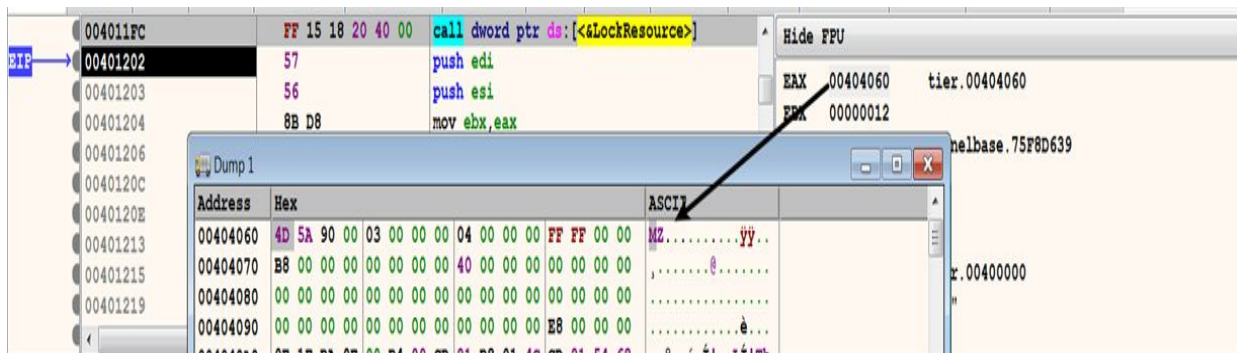 004011FC FF 15 18 20 40 00 call dword ptr ds:[<&LockResource>]
Hide FPU
EIP 00401202 57 push edi
00401203 56 push esi
00401204 8B D8 mov ebx,eax
00401206
0040120C
0040120E
00401213
00401215
00401219
EAX 00404060 tier.00404060
EBX 00000012
nelbase.75F8D639
r.00400000
"
Dump 1
Address Hex ASCII
00404060 4D 5A 90 00 03 00 00 00 04 00 00 00 FF FF 00 00 MZ..........ÿÿ..
00404070 B8 00 00 00 00 00 00 00 40 00 00 00 00 00 00 00 ¸.......@.......
00404080 00 00 00 00 00 00 00 00 00 00 00 00 00 00 00 00 ................
00404090 00 00 00 00 00 00 00 00 00 00 00 00 E8 00 00 00 ............è...